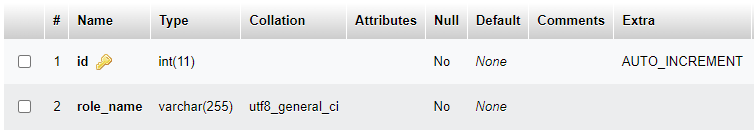 # Name Type Collation Attributes Null Default Comments Extra
1 id int(11) No None AUTO_INCREMENT
2 role_name varchar(255) utf8_general_ci No None